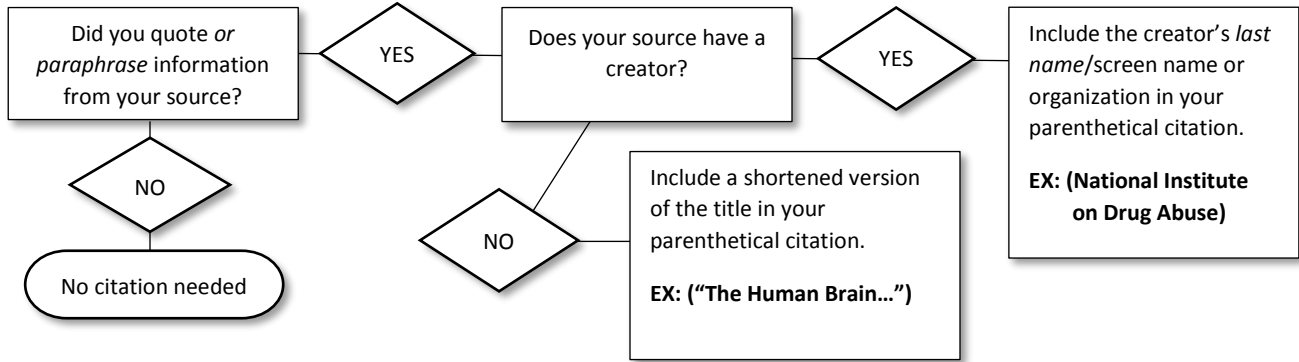 Did you quote or
paraphrase information
from your source?
YES
Does your source have a
creator?
YES
Include the creator’s last
name/screen name or
organization in your
parenthetical citation.
EX: (National Institute
on Drug Abuse)
NO
No citation needed
NO
Include a shortened version
of the title in your
parenthetical citation.
EX: (“The Human Brain…”)